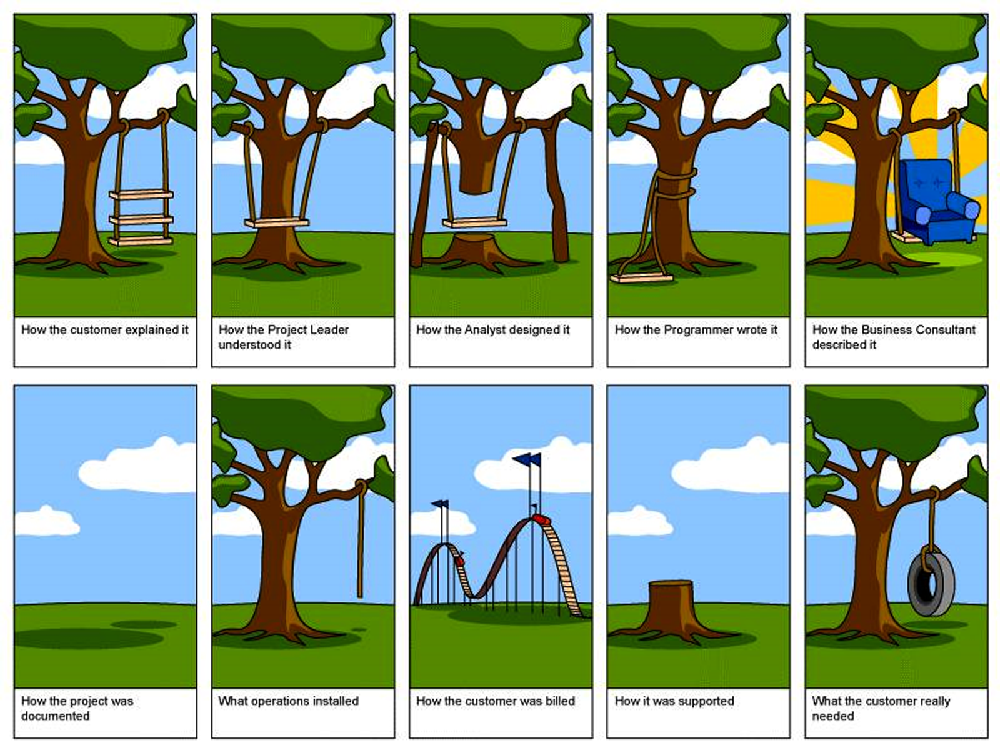 How the customer explained it
How the Project Leader
understood it
How the Analyst designed it
How the Programmer wrote it
How the Business Consultant
described it
How the project was
documented
What operations installed
How the customer was billed
How it was supported
What the customer really
needed